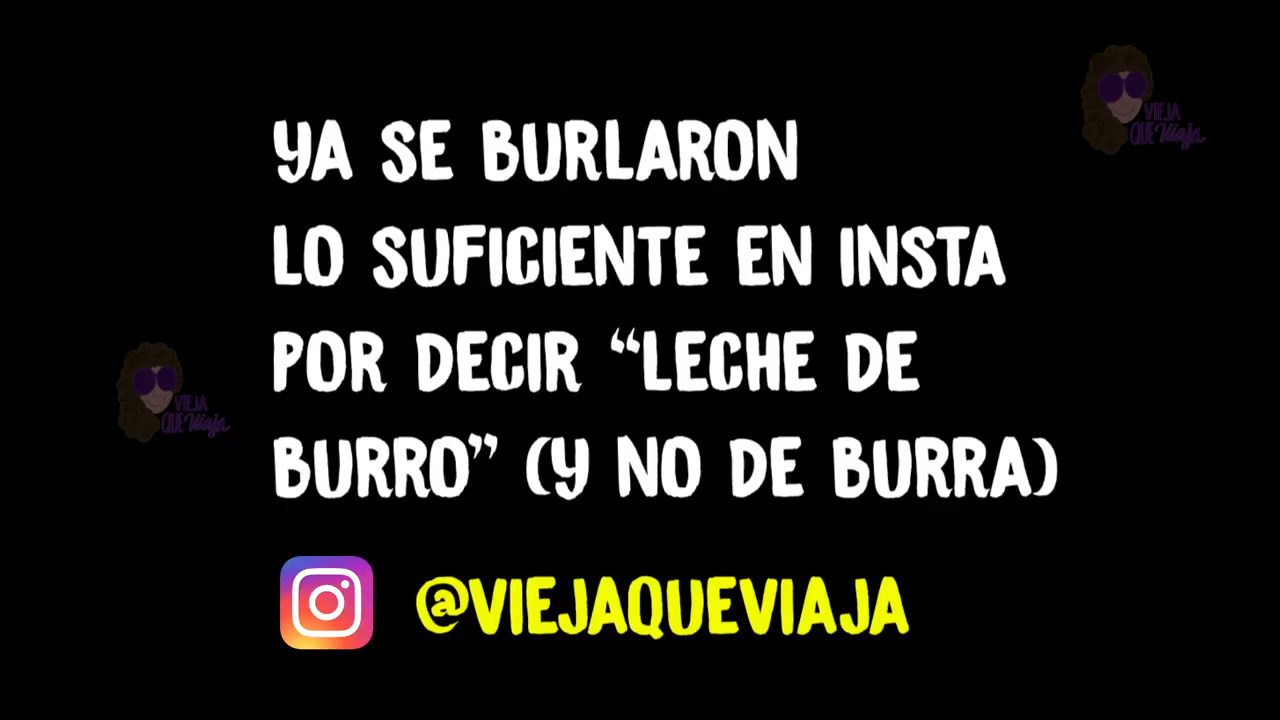 YA SE BURLARON
LO SUFICIENTE EN INSTA
POR DECIR “LECHE DE
BURRO” (Y NO DE BURRA)
@VIEJAQUEVIAJA
VIEJA
QUE Viaja
VIEJA
QUE Viaja